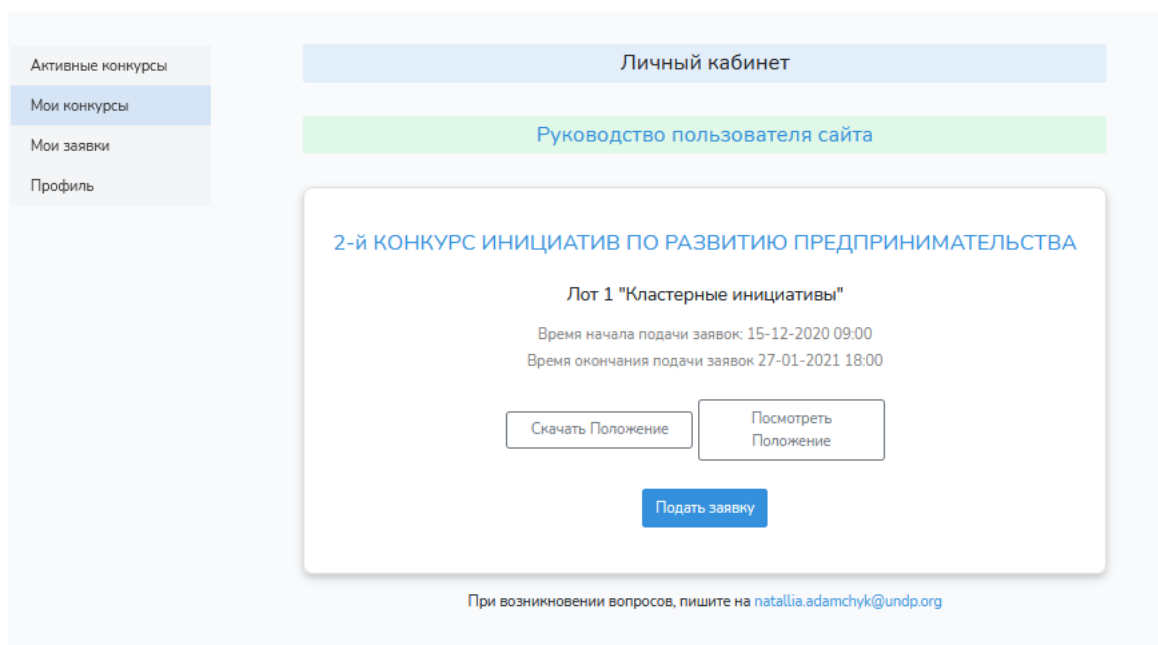 Активные конкурсы
Мои конкурсы
Мои заявки
Профиль
Личный кабинет
Руководство пользователя сайта
2-й КОНКУРС ИНИЦИАТИВ ПО РАЗВИТИЮ ПРЕДПРИНИМАТЕЛЬСТВА
Лот 1 "Кластерные инициативы"
Время начала подачи заявок: 15-12-2020 09:00
Время окончания подачи заявок 27-01-2021 18:00
Скачать Положение
Посмотреть
Положение
Подать заявку
При возникновении вопросов, пишите на natallia.adamchyk@undp.org